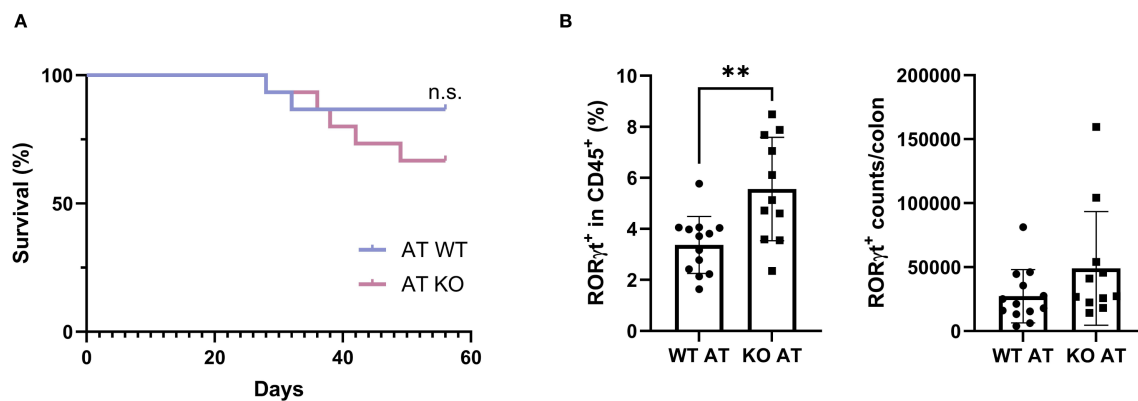 A
Survival (%)
100
50
0
0
20
40
60
Days
n.s.
AT WT
AT KO
B
RORγt⁺ in CD45⁺ (%)
10
8
6
4
2
0
**
WT AT
KO AT
RORγt⁺ counts/colon
200000
150000
100000
50000
0
WT AT
KO AT